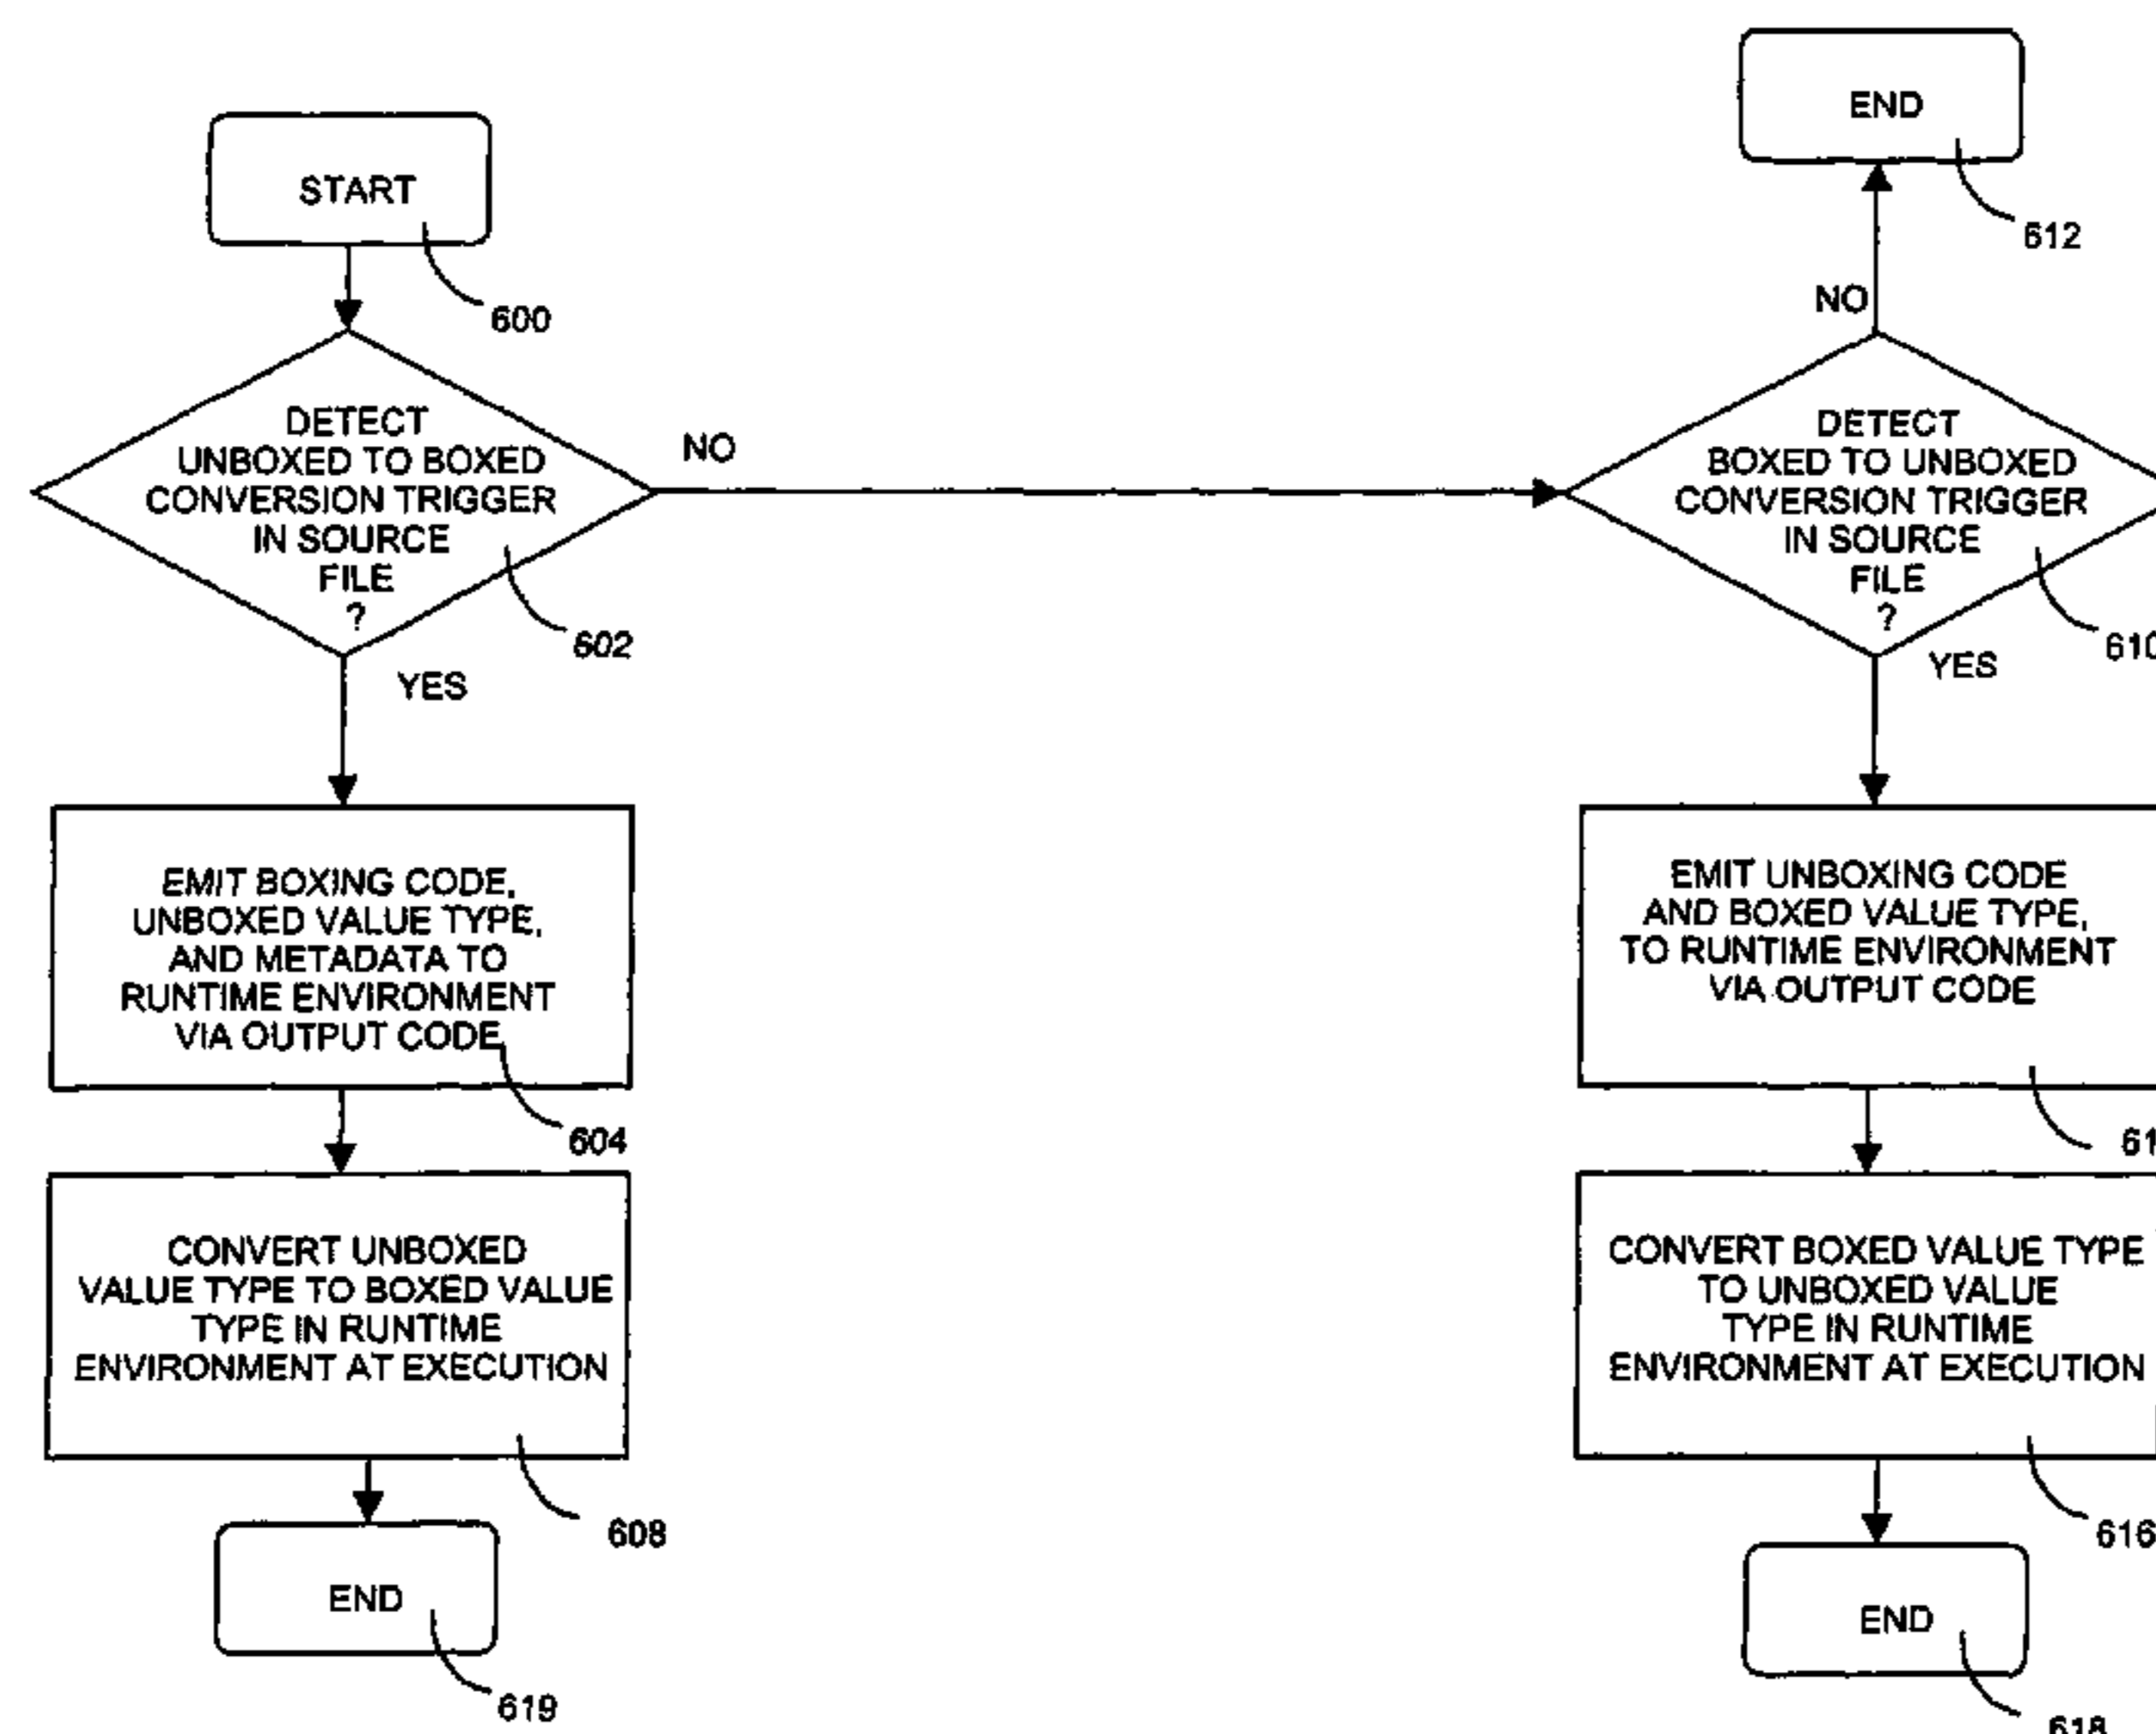 START
600
DETECT
UNBOXED TO BOXED
CONVERSION TRIGGER
IN SOURCE
FILE
?
602
NO
YES
EMIT BOXING CODE,
UNBOXED VALUE TYPE,
AND METADATA TO
RUNTIME ENVIRONMENT
VIA OUTPUT CODE
604
CONVERT UNBOXED
VALUE TYPE TO BOXED VALUE
TYPE IN RUNTIME
ENVIRONMENT AT EXECUTION
608
END
619
END
612
NO
DETECT
BOXED TO UNBOXED
CONVERSION TRIGGER
IN SOURCE
FILE
?
610
YES
EMIT UNBOXING CODE
AND BOXED VALUE TYPE,
TO RUNTIME ENVIRONMENT
VIA OUTPUT CODE
CONVERT BOXED VALUE TYPE
TO UNBOXED VALUE
TYPE IN RUNTIME
ENVIRONMENT AT EXECUTION
616
END
618